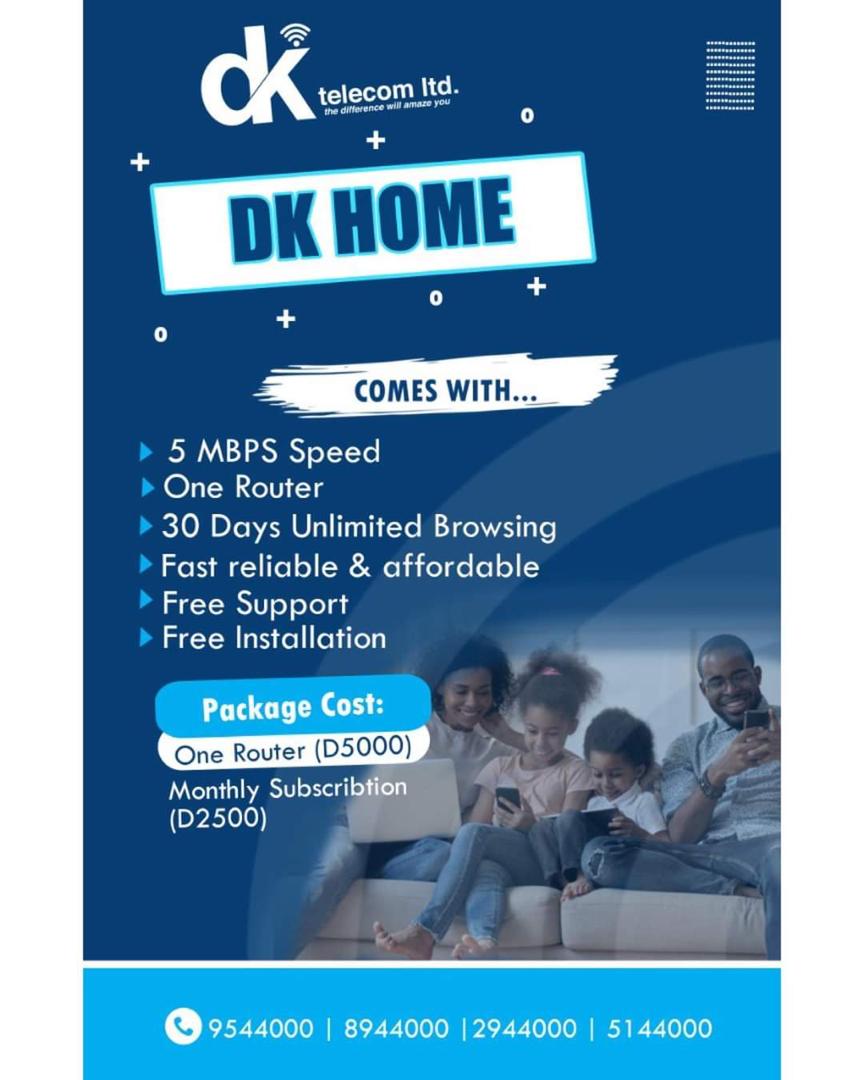 dk
telecom ltd.
the difference will amaze you
DK HOME
COMES WITH...
5 MBPS Speed
One Router
30 Days Unlimited Browsing
Fast reliable & affordable
Free Support
Free Installation
Package Cost:
One Router (D5000)
Monthly Subscribtion
(D2500)
9544000 | 8944000 |2944000 | 5144000